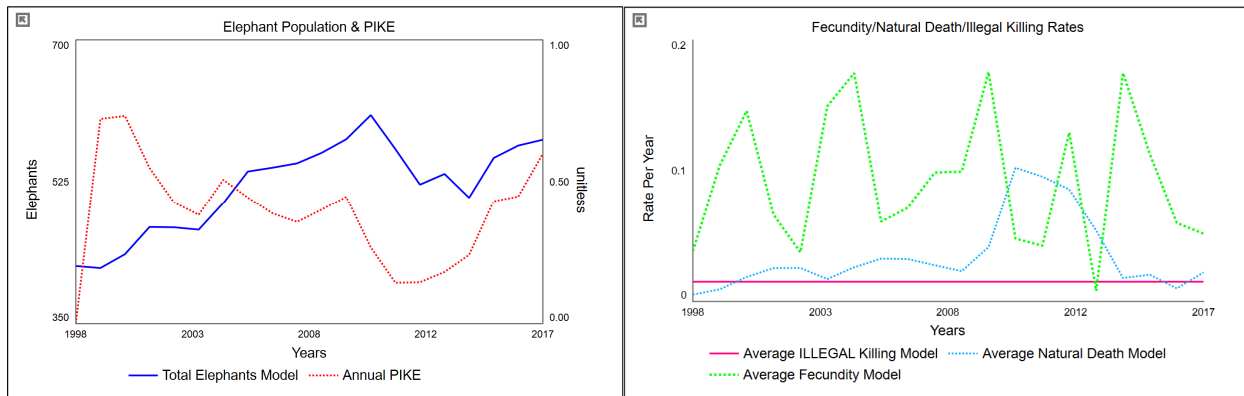 Elephant Population & PIKE
700
525
350
Elephants
1.00
0.50
0.00
unitless
1998
2003
2008
2012
2017
Years
Total Elephants Model
Annual PIKE
Fecundity/Natural Death/Illegal Killing Rates
0.2
0.1
0
Rate Per Year
1998
2003
2008
2012
2017
Years
Average ILLEGAL Killing Model
Average Natural Death Model
Average Fecundity Model